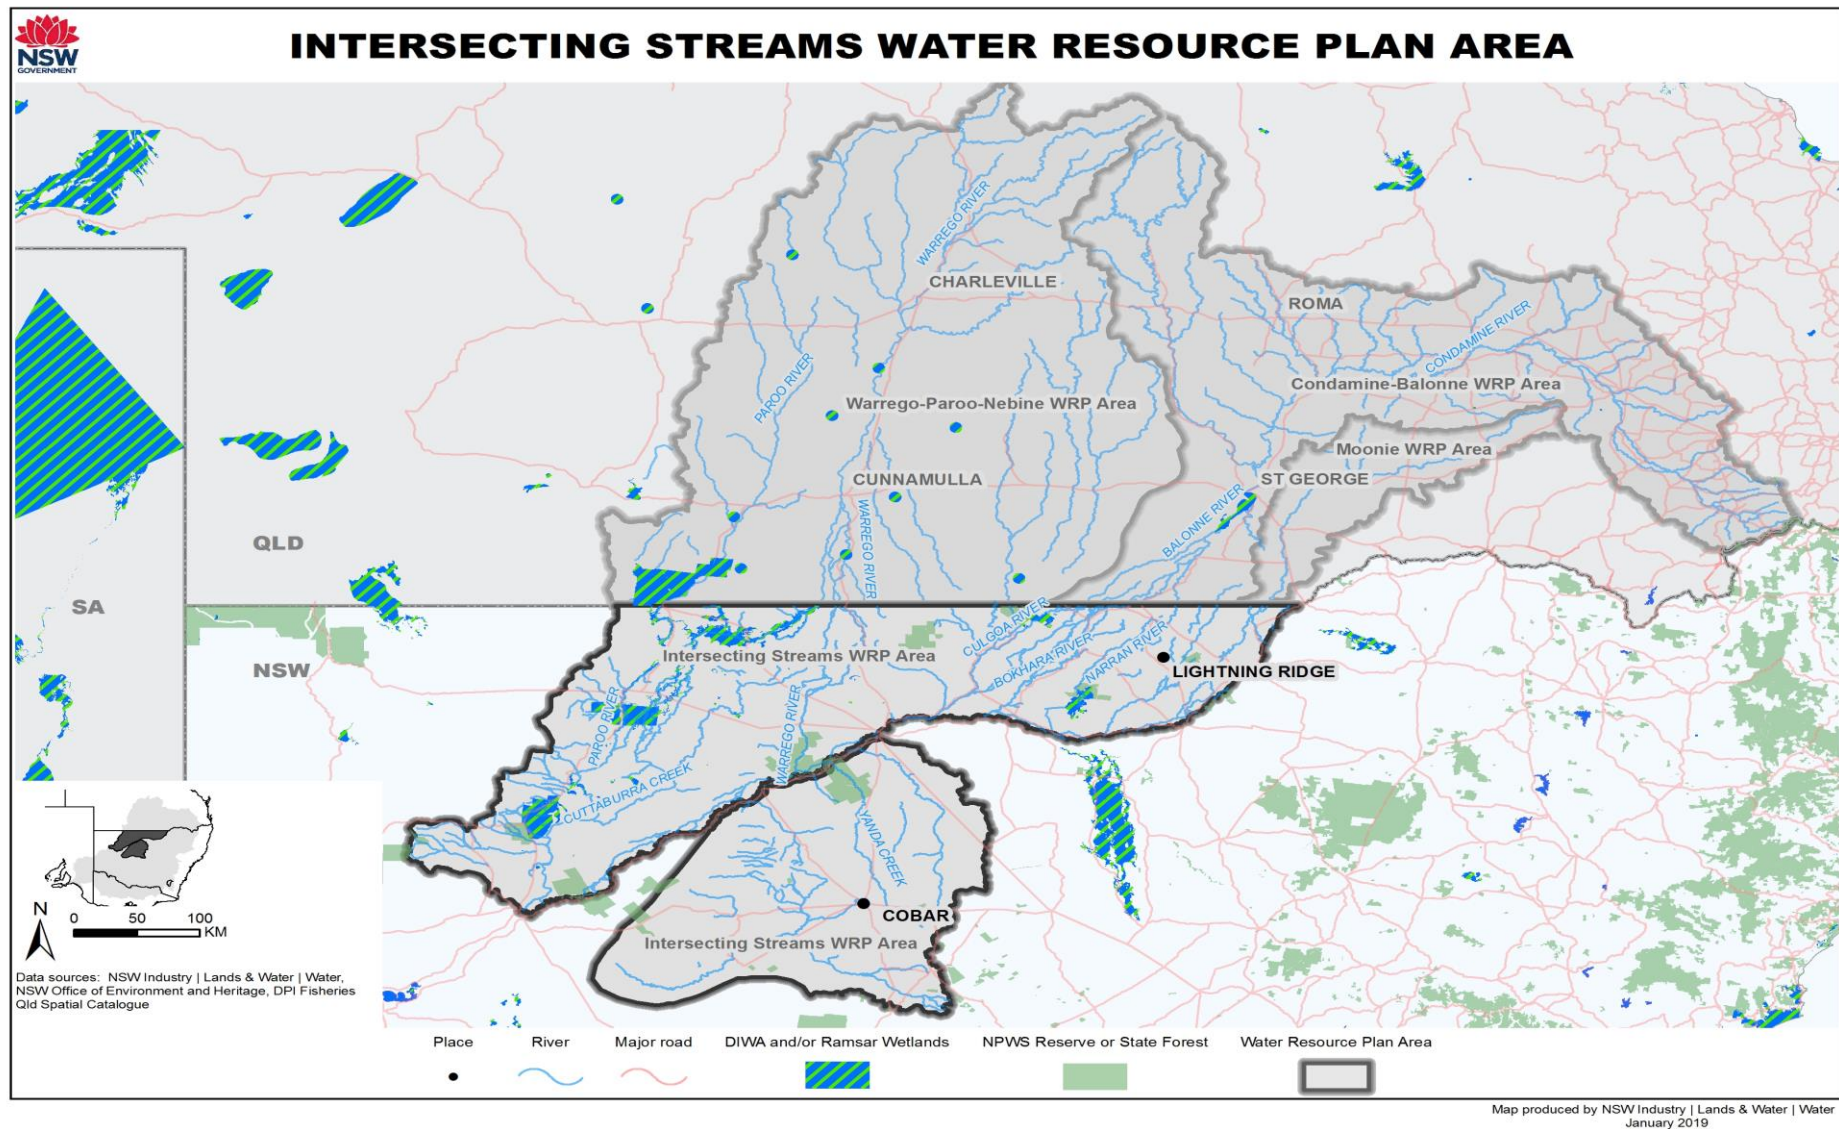 NSW
GOVERNMENT
INTERSECTING STREAMS WATER RESOURCE PLAN AREA
WARREGO RIVER
CHARLEVILLE
ROMA
CONDAMINE RIVER
PAROO RIVER
Condamine-Balonne WRP Area
Warrego-Paroo-Nebine WRP Area
Moonie WRP Area
CUNNAMULLA
ST GEORGE
WARREGO RIVER
BALONNE RIVER
QLD
SA
NSW
CULGOA RIVER
BOKHARA RIVER
NARRAN RIVER
Intersecting Streams WRP Area
LIGHTNING RIDGE
PAROO RIVER
WARREGO RIVER
CUTTABURRA CREEK
YANDA CREEK
COBAR
Intersecting Streams WRP Area
N
0 50 100
KM
Data sources: NSW Industry | Lands & Water | Water,
NSW Office of Environment and Heritage, DPI Fisheries
Qld Spatial Catalogue
Place River Major road DIWA and/or Ramsar Wetlands NPWS Reserve or State Forest Water Resource Plan Area
Map produced by NSW Industry | Lands & Water | Water
January 2019